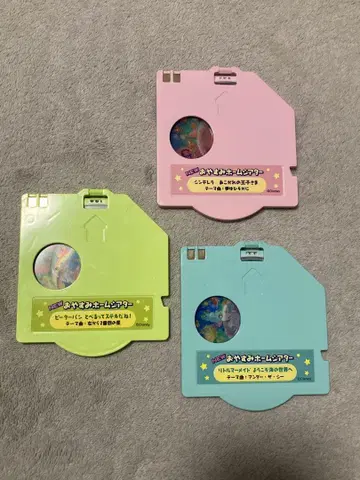 NEW おやすみホームシアター
シンデレラ あこがれの王子さま
テーマ曲:夢はひそかに
©Disney
NEW おやすみホームシアター
ピーターパン とべるってステキだね!
テーマ曲:右から2番目の星
©Disney
NEW おやすみホームシアター
リトルマーメイド ようこそ海の世界へ
テーマ曲:アンダー・ザ・シー
©Disney